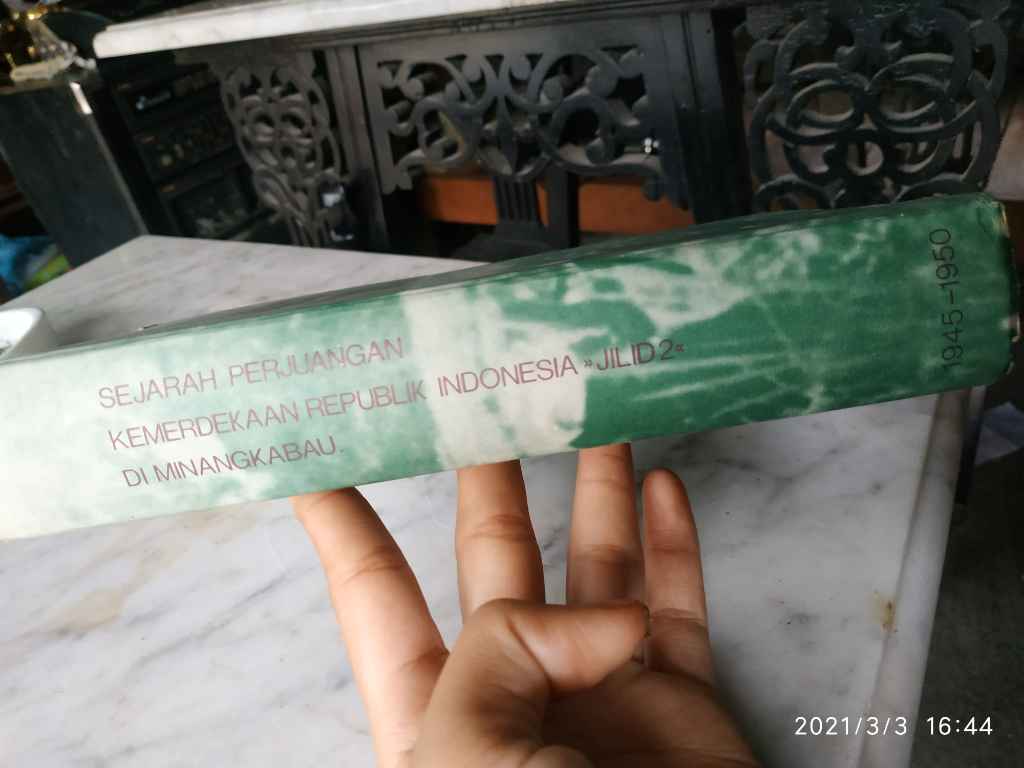 SEJARAH PERJUANGAN
KEMERDEKAAN REPUBLIK INDONESIA »JILID 2«
DI MINANGKABAU.
1945-1950
2021/3/3 16:44